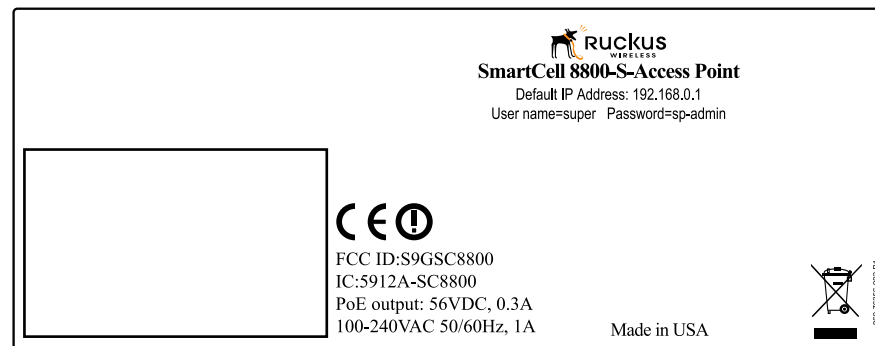 RUCKUS
WIRELESS
SmartCell 8800-S-Access Point
Default IP Address: 192.168.0.1
User name=super Password=sp-admin
CE
FCC ID:S9GSC8800
IC:5912A-SC8800
PoE output: 56VDC, 0.3A
100-240VAC 50/60Hz, 1A
Made in USA